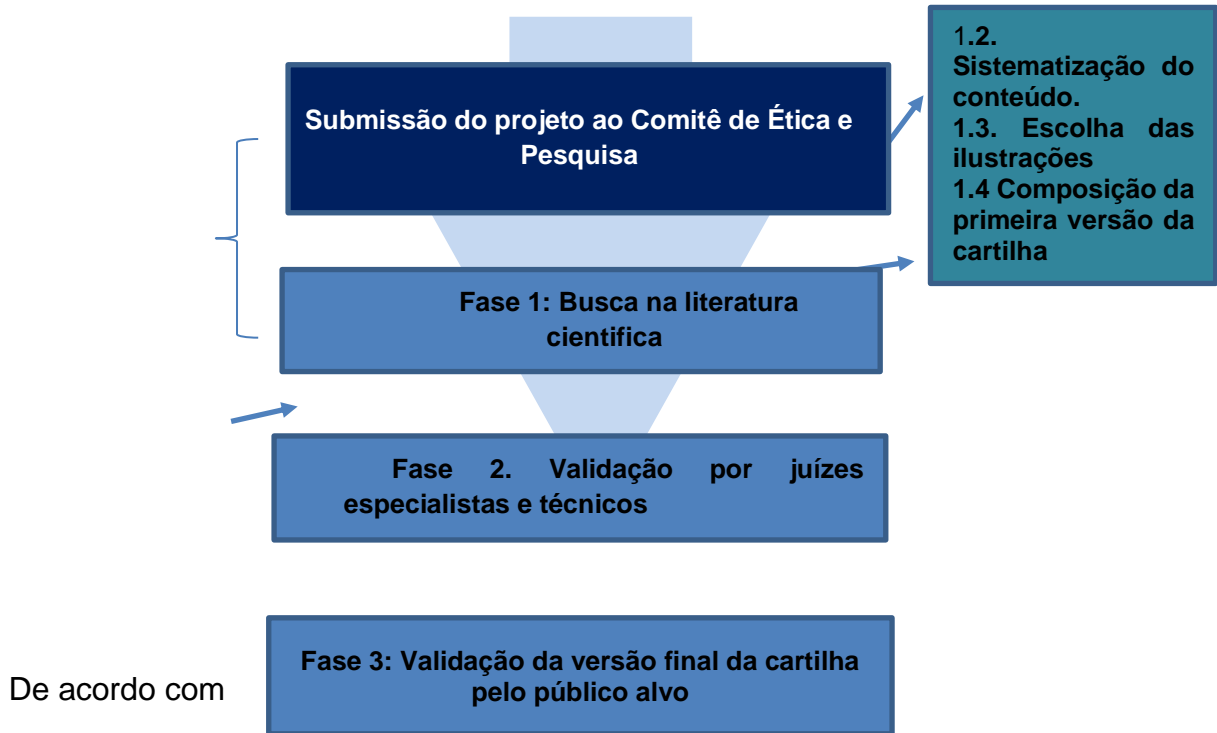 Submissão do projeto ao Comitê de Ética e
Pesquisa
1.2.
Sistematização do
conteúdo.
1.3. Escolha das
ilustrações
1.4 Composição da
primeira versão da
cartilha
Fase 1: Busca na literatura
cientifica
Fase 2. Validação por juízes
especialistas e técnicos
Fase 3: Validação da versão final da cartilha
pelo público alvo
De acordo com